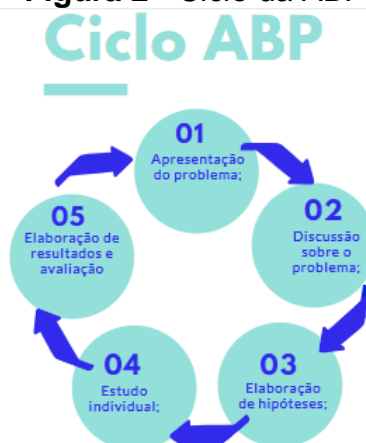 Ciclo ABP
01
Apresentação
do problema;
02
Discussão
sobre o
problema;
03
Elaboração
de hipóteses;
04
Estudo
individual;
05
Elaboração de
resultados e
avaliação